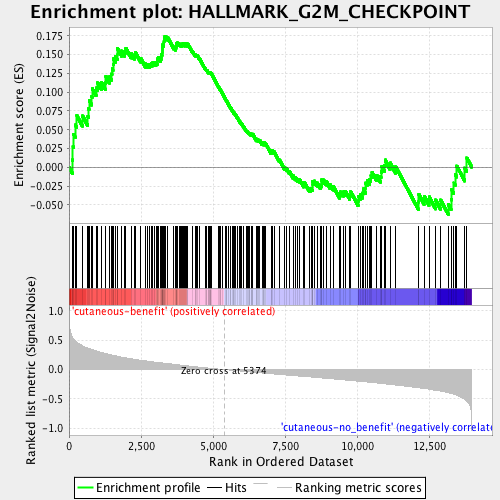 Enrichment plot: HALLMARK_G2M_CHECKPOINT
Enrichment score (ES)
0.175
0.150
0.125
0.100
0.075
0.050
0.025
0.000
-0.025
-0.050
Ranked list metric (Signal2Noise)
1.0
0.5
0.0
-0.5
-1.0
'cutaneous-benefit' (positively correlated)
Zero cross at 5374
'cutaneous-no_benefit' (negatively correlated)
0
2,500
5,000
7,500
10,000
12,500
Rank in Ordered Dataset
Enrichment profile
Hits
Ranking metric scores